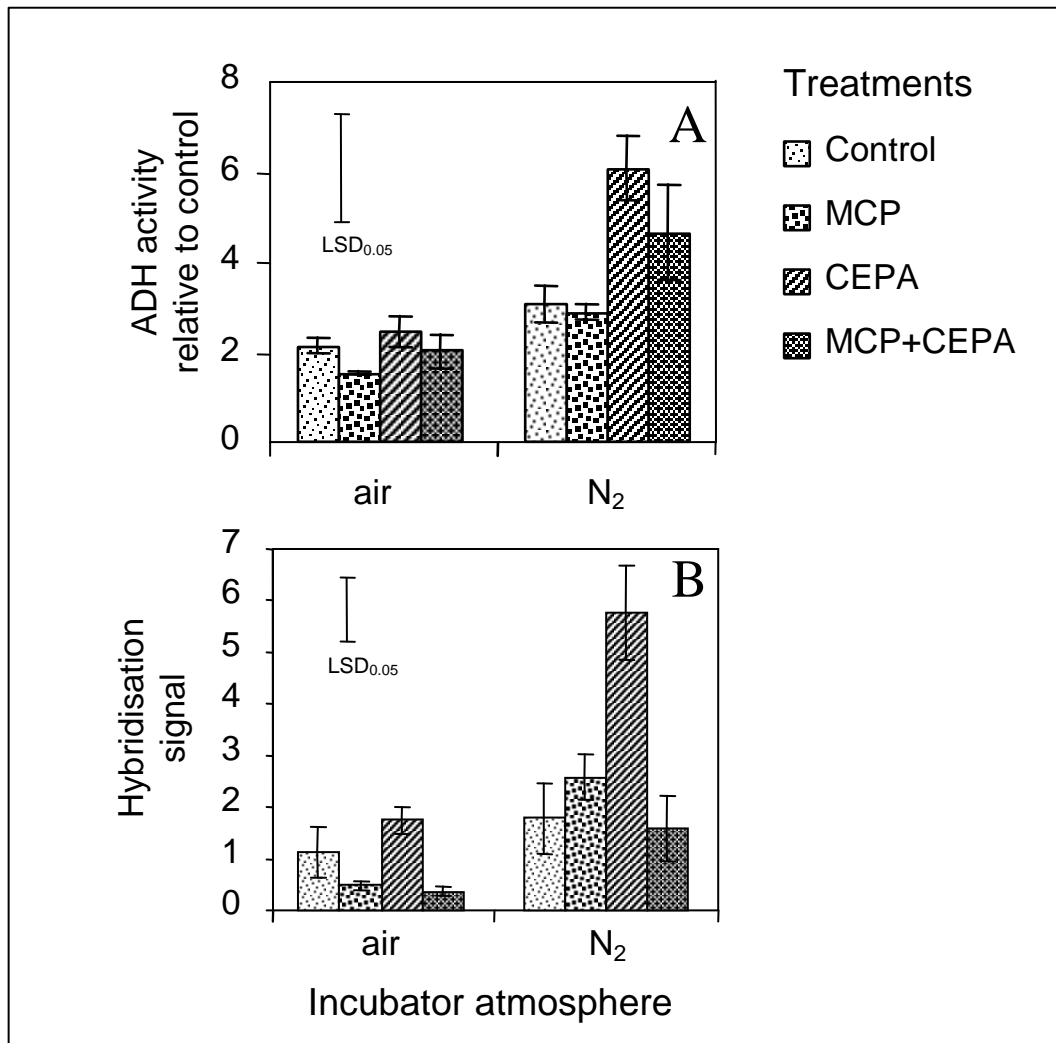 8
6
4
2
0
ADH activity
relative to control
LSD0.05
A
air
N2
Treatments
Control
MCP
CEPA
MCP+CEPA
7
6
5
4
3
2
1
0
Hybridisation
signal
LSD0.05
B
air
N2
Incubator atmosphere